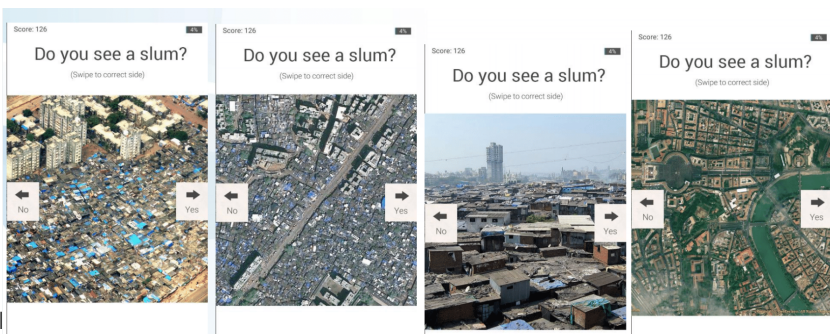 Score: 126
4%
Do you see a slum?
(Swipe to correct side)
No
Yes
Score: 126
4%
Do you see a slum?
(Swipe to correct side)
No
Yes
Score: 126
4%
Do you see a slum?
(Swipe to correct side)
No
Yes
Score: 126
4%
Do you see a slum?
(Swipe to correct side)
No
Yes